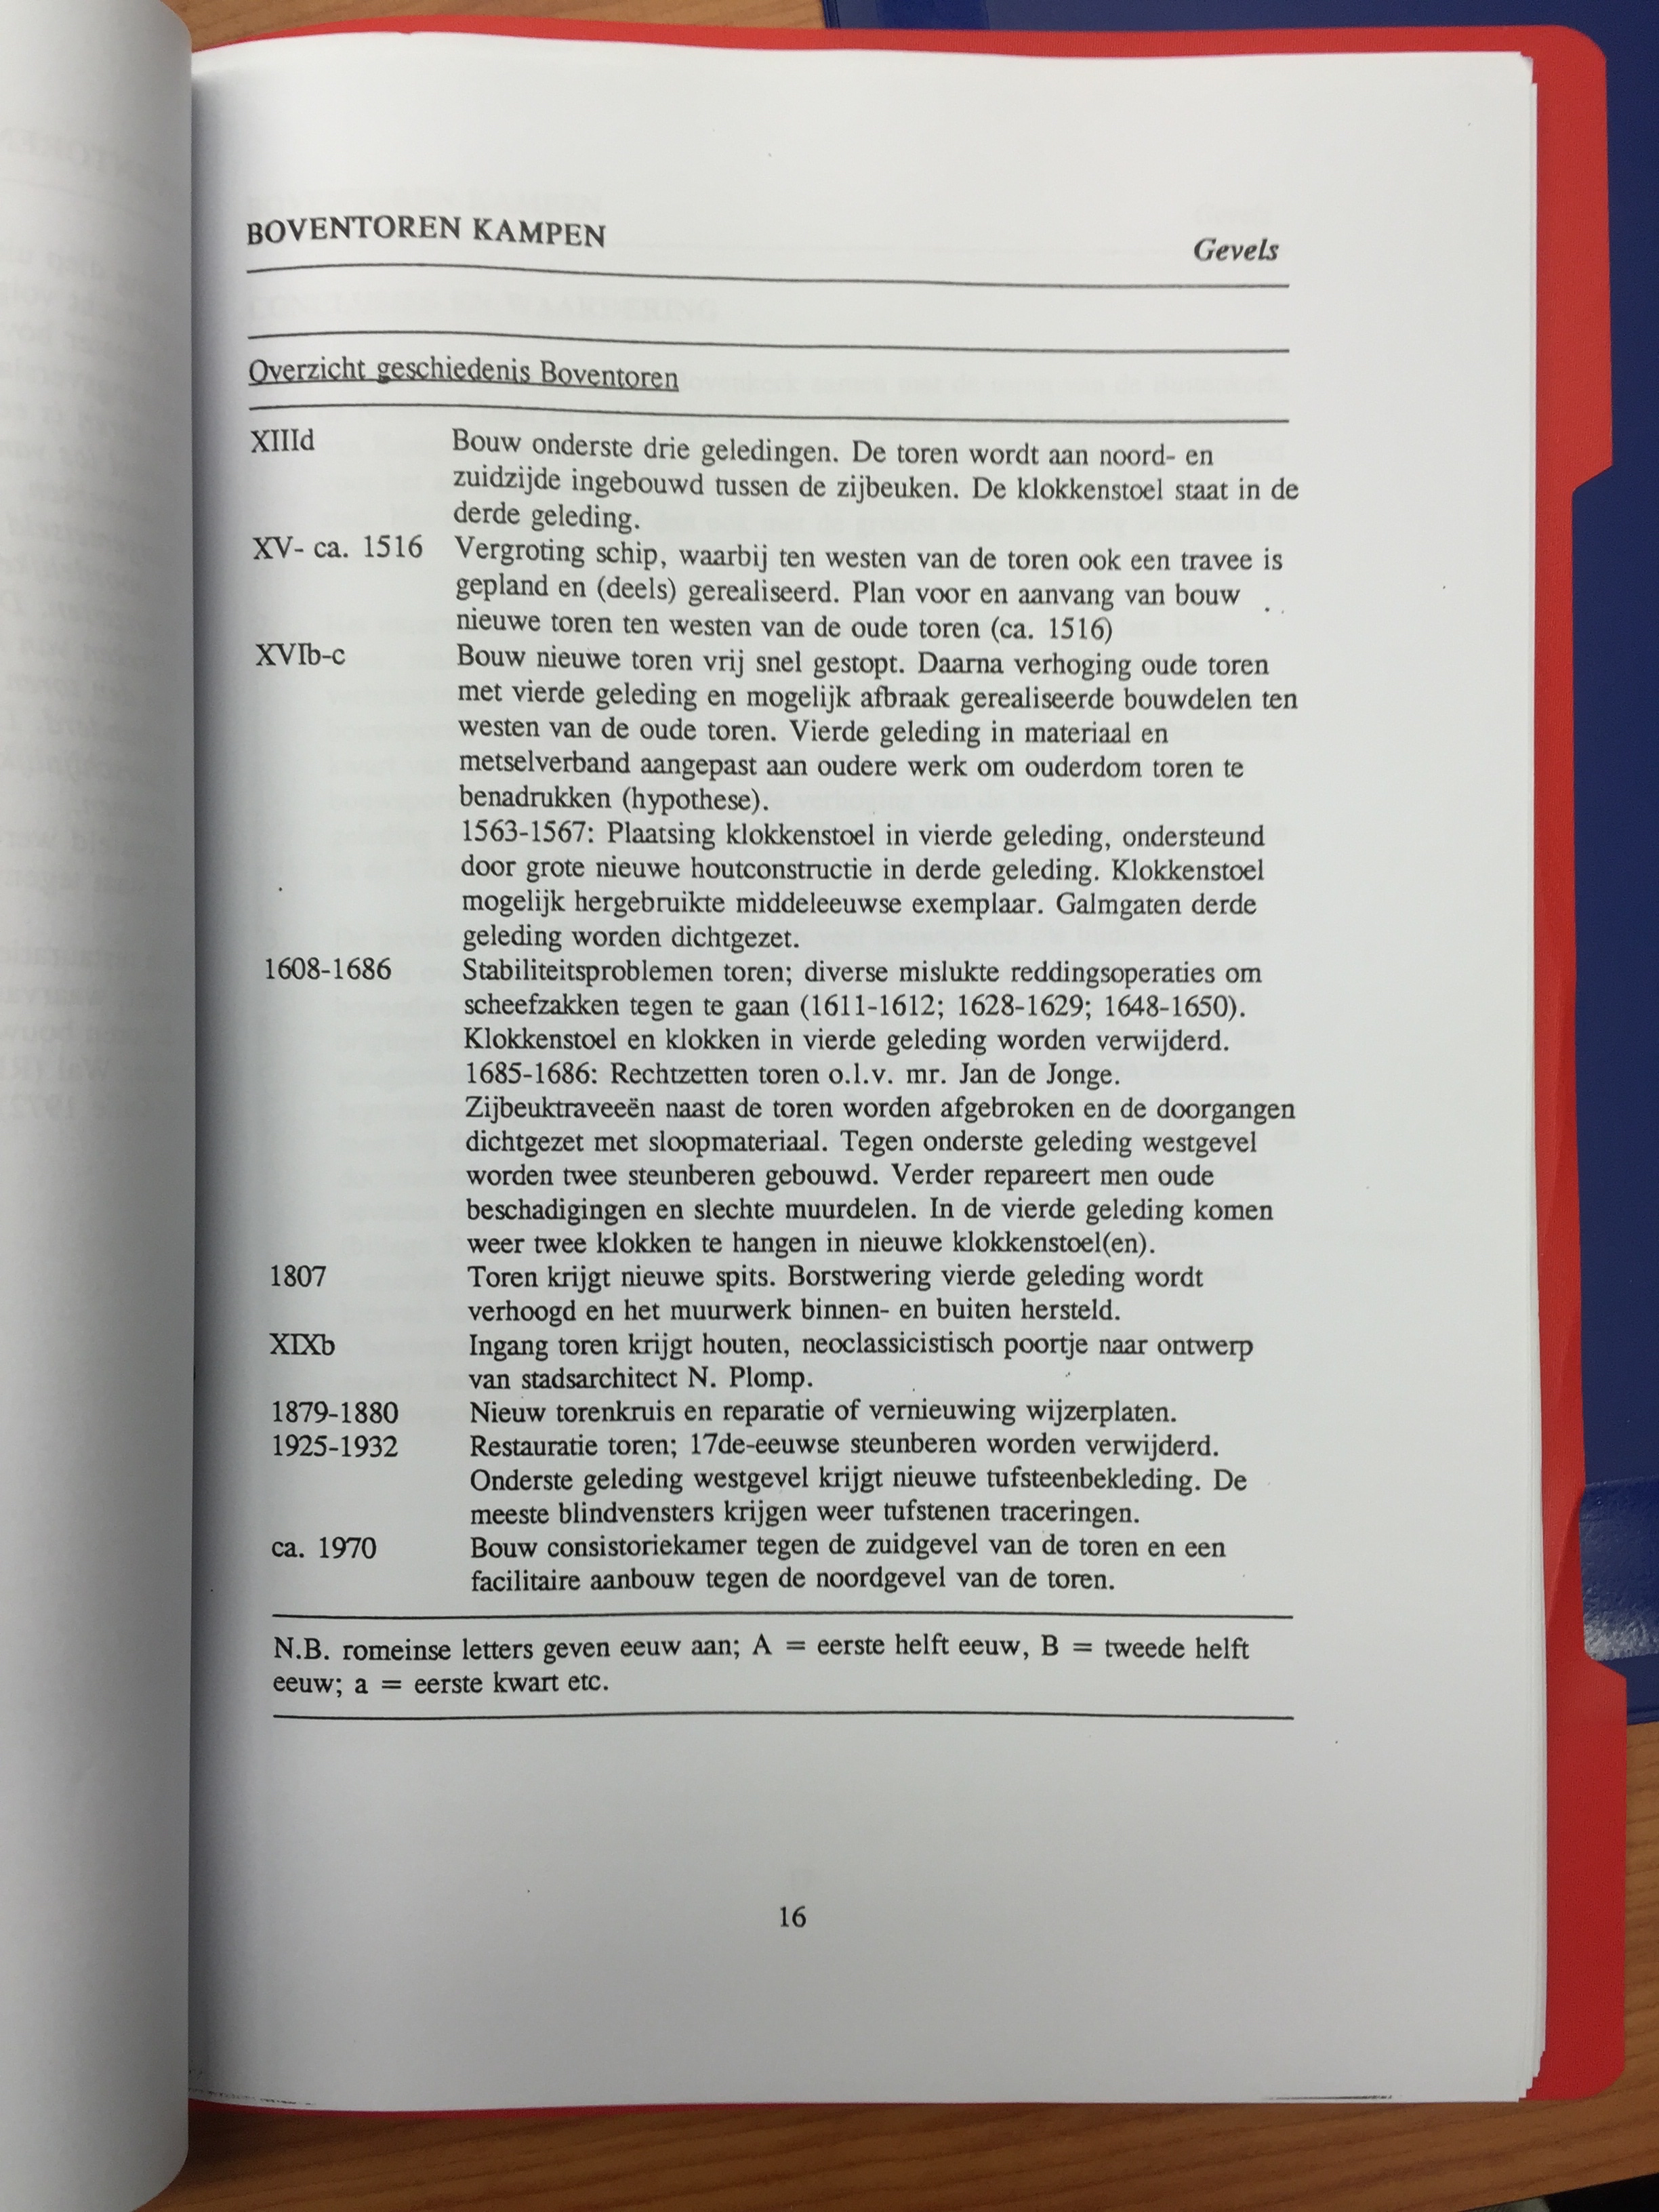 BOVENTOREN KAMPEN
Gevels
Overzicht geschiedenis Boventoren
XIIId Bouw onderste drie geledingen. De toren wordt aan noord- en
zuidzijde ingebouwd tussen de zijbeuken. De klokkenstoel staat in de
derde geleding.
XV- ca. 1516 Vergroting schip, waarbij ten westen van de toren ook een travee is
gepland en (deels) gerealiseerd. Plan voor en aanvang van bouw
nieuwe toren ten westen van de oude toren (ca. 1516)
XVIb-c Bouw nieuwe toren vrij snel gestopt. Daarna verhoging oude toren
met vierde geleding en mogelijk afbraak gerealiseerde bouwdelen ten
westen van de oude toren. Vierde geleding in materiaal en
metselverband aangepast aan oudere werk om ouderdom toren te
benadrukken (hypothese).
1563-1567: Plaatsing klokkenstoel in vierde geleding, ondersteund
door grote nieuwe houtconstructie in derde geleding. Klokkenstoel
mogelijk hergebruikte middeleeuwse exemplaar. Galmgaten derde
geleding worden dichtgezet.
1608-1686 Stabiliteitsproblemen toren; diverse mislukte reddingsoperaties om
scheefzakken tegen te gaan (1611-1612; 1628-1629; 1648-1650).
Klokkenstoel en klokken in vierde geleding worden verwijderd.
1685-1686: Rechtzetten toren o.l.v. mr. Jan de Jonge.
Zijbeuktraveeën naast de toren worden afgebroken en de doorgangen
dichtgezet met sloopmateriaal. Tegen onderste geleding westgevel
worden twee steunberen gebouwd. Verder repareert men oude
beschadigingen en slechte muurdelen. In de vierde geleding komen
weer twee klokken te hangen in nieuwe klokkenstoel(en).
1807 Toren krijgt nieuwe spits. Borstwering vierde geleding wordt
verhoogd en het muurwerk binnen- en buiten hersteld.
XIXb Ingang toren krijgt houten, neoclassicistisch poortje naar ontwerp
van stadsarchitect N. Plomp.
1879-1880 Nieuw torenkruis en reparatie of vernieuwing wijzerplaten.
1925-1932 Restauratie toren; 17de-eeuwse steunberen worden verwijderd.
Onderste geleding westgevel krijgt nieuwe tufsteenbekleding. De
meeste blindvensters krijgen weer tufstenen traceringen.
ca. 1970 Bouw consistoriekamer tegen de zuidgevel van de toren en een
facilitaire aanbouw tegen de noordgevel van de toren.
N.B. romeinse letters geven eeuw aan; A = eerste helft eeuw, B = tweede helft
eeuw; a = eerste kwart etc.
16